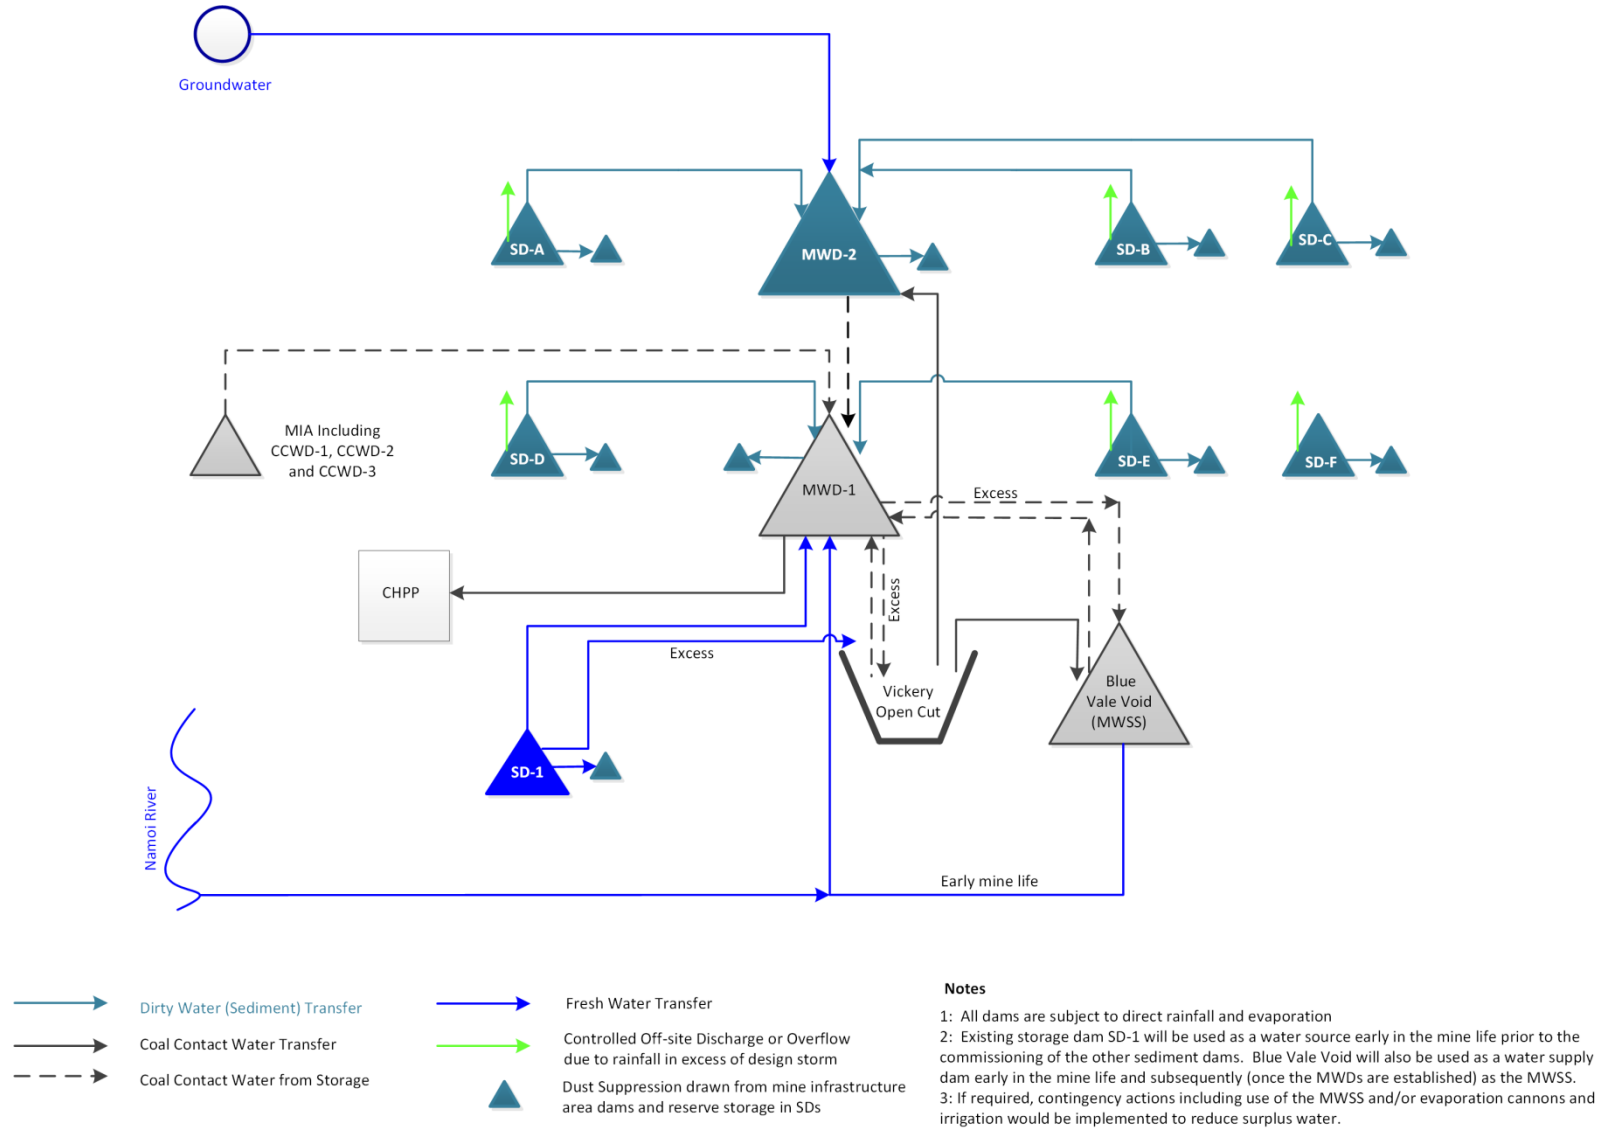 Groundwater
SD-A
MWD-2
SD-B
SD-C
MIA Including
CCWD-1, CCWD-2
and CCWD-3
SD-D
MWD-1
SD-E
SD-F
Excess
CHPP
Excess
Excess
Vickery
Open Cut
Blue
Vale Void
(MWSS)
SD-1
Namoi River
Early mine life
Dirty Water (Sediment) Transfer
Coal Contact Water Transfer
Coal Contact Water from Storage
Fresh Water Transfer
Controlled Off-site Discharge or Overflow
due to rainfall in excess of design storm
Dust Suppression drawn from mine infrastructure
area dams and reserve storage in SDs
Notes
1: All dams are subject to direct rainfall and evaporation
2: Existing storage dam SD-1 will be used as a water source early in the mine life prior to the
commissioning of the other sediment dams. Blue Vale Void will also be used as a water supply
dam early in the mine life and subsequently (once the MWDs are established) as the MWSS.
3: If required, contingency actions including use of the MWSS and/or evaporation cannons and
irrigation would be implemented to reduce surplus water.